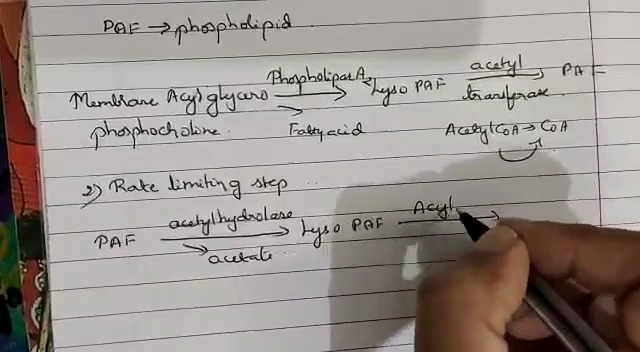 PAF → phospholipid.
Membrane Acylglycero Phospholipase A2 → Lyso PAF acetyl transferase → PAF
phosphocholine. Fatty acid Acetyl CoA → CoA
2) Rate limiting step
PAF acetylhydrolase → Lyso PAF Acyl →
acetate